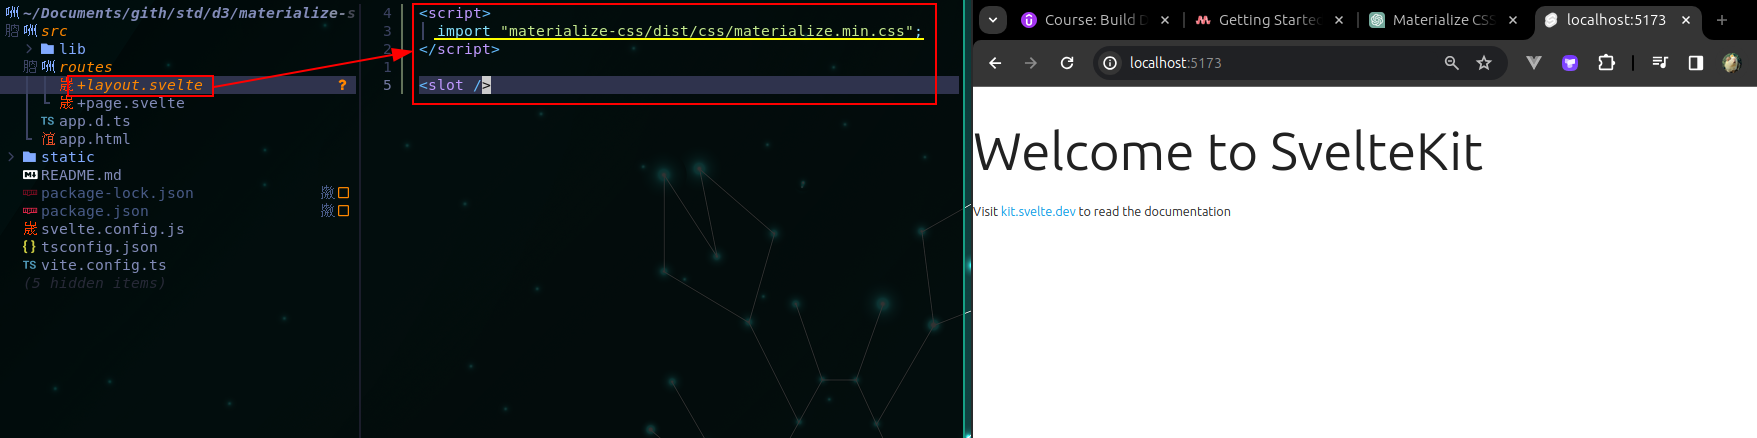 ~/Documents/gith/std/d3/materialize-s
src
lib
routes
+layout.svelte ?
+page.svelte
TS app.d.ts
app.html
static
README.md
package-lock.json
package.json
svelte.config.js
{} tsconfig.json
TS vite.config.ts
(5 hidden items)
4 <script>
3 import "materialize-css/dist/css/materialize.min.css";
2 </script>
1
5 <slot />
Course: Build D
Getting Starte
Materialize CSS
localhost:5173
localhost:5173
Welcome to SvelteKit
Visit kit.svelte.dev to read the documentation